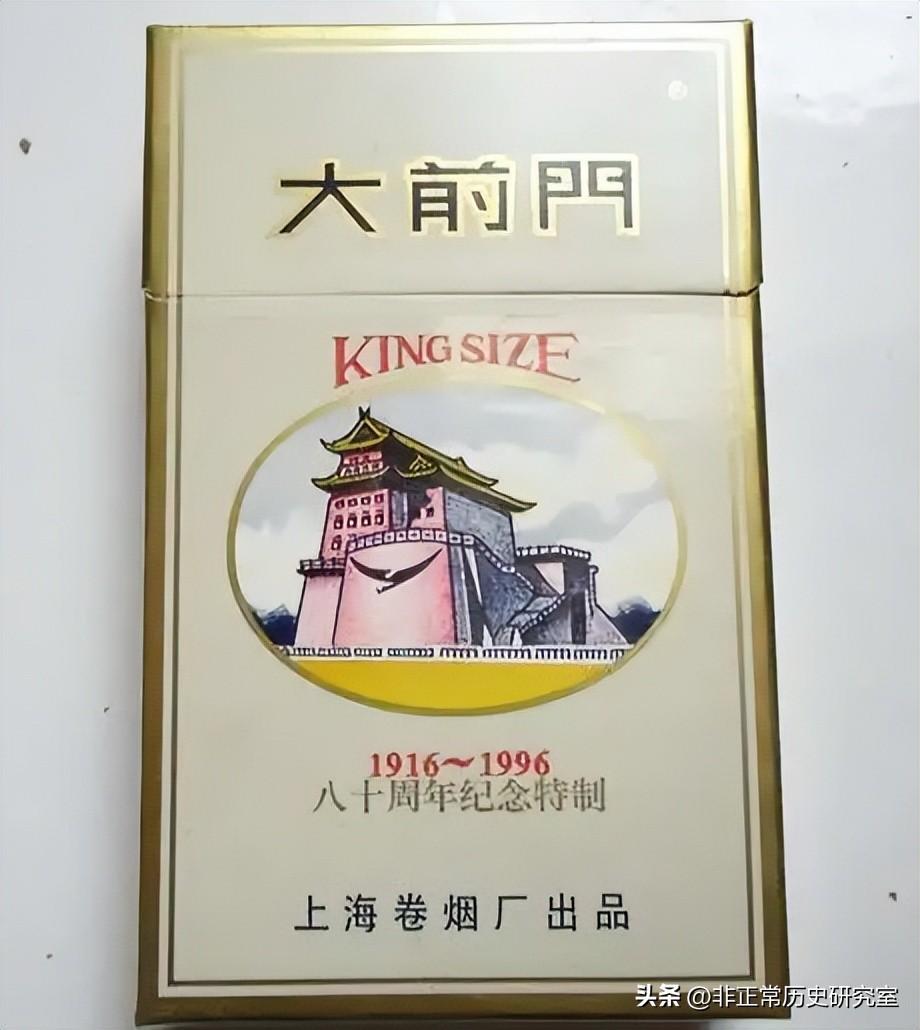 大前門
KING SIZE
1916～1996
八十周年纪念特制
上海卷烟厂出品
头条 @非正常历史研究室